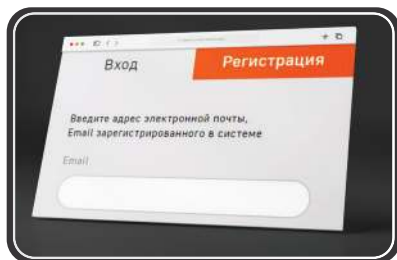 Вход
Регистрация
Введите адрес электронной почты,
Email зарегистрированного в системе
Email